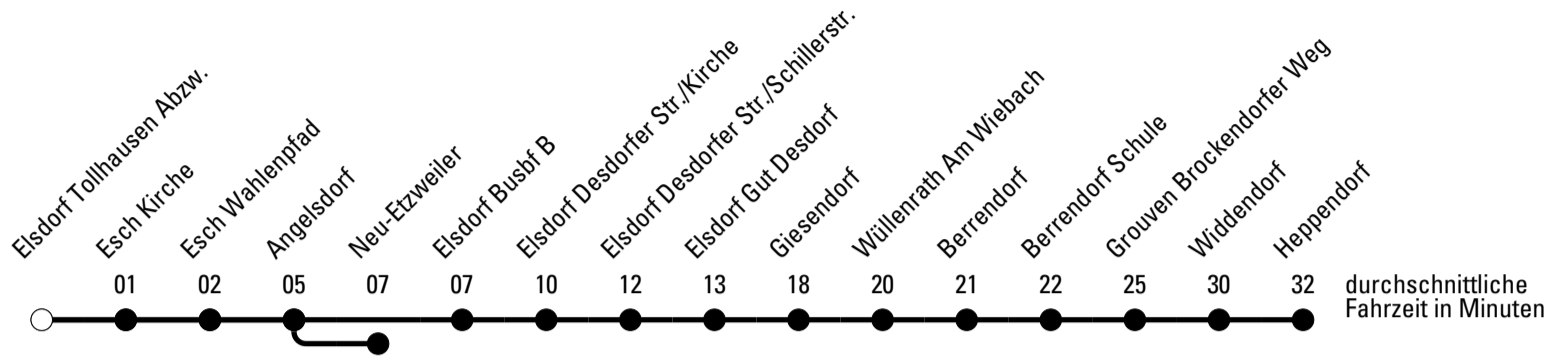 Elsdorf Tollhausen Abzw.
Esch Kirche
Esch Wahlenpfad
Angelsdorf
Neu-Etzweiler
Elsdorf Busbf B
Elsdorf Desdorfer Str./Kirche
Elsdorf Desdorfer Str./Schillerstr.
Elsdorf Gut Desdorf
Giesendorf
Wüllenrath Am Wiebach
Berrendorf
Berrendorf Schule
Grouven Brockendorfer Weg
Widdendorf
Heppendorf
01 02 05 07 07 10 12 13 18 20 21 22 25 30 32
durchschnittliche
Fahrzeit in Minuten